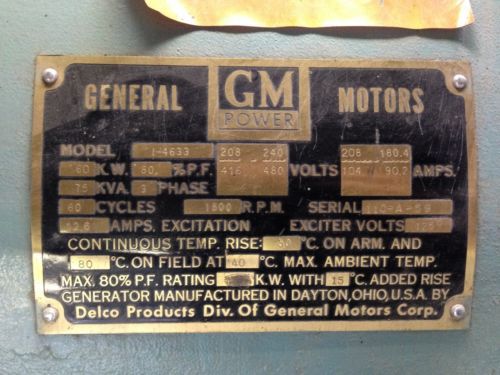 GENERAL GM POWER MOTORS
MODEL 1-4633 208 240 208 180.4
60 K.W. 80 % P.F. 416 480 VOLTS 104 90.2 AMPS.
75 KVA. 3 PHASE
60 CYCLES 1800 R.P.M. SERIAL
AMPS. EXCITATION EXCITER VOLTS 125
CONTINUOUS TEMP. RISE: °C. ON ARM. AND
80 °C. ON FIELD AT 40 °C. MAX. AMBIENT TEMP.
MAX. 80% P.F. RATING K.W. WITH 15 °C. ADDED RISE
GENERATOR MANUFACTURED IN DAYTON, OHIO, U.S.A. BY
Delco Products Div. Of General Motors Corp.